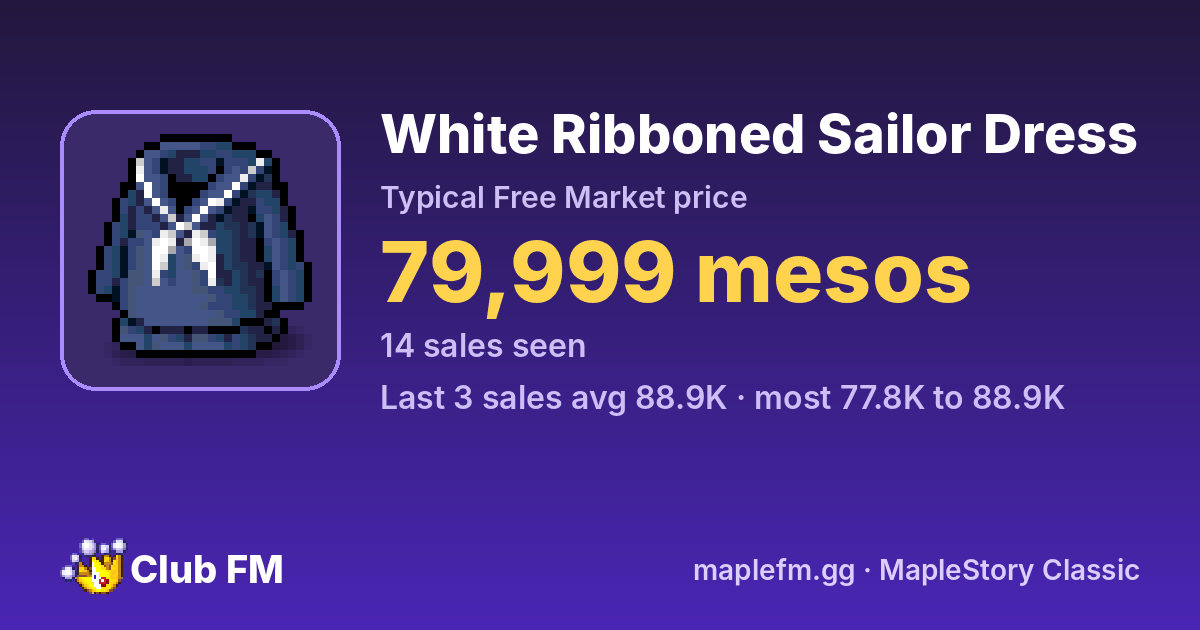 White Ribboned Sailor Dress
Typical Free Market price
79,999 mesos
14 sales seen
Last 3 sales avg 88.9K · most 77.8K to 88.9K
Club FM
maplefm.gg · MapleStory Classic